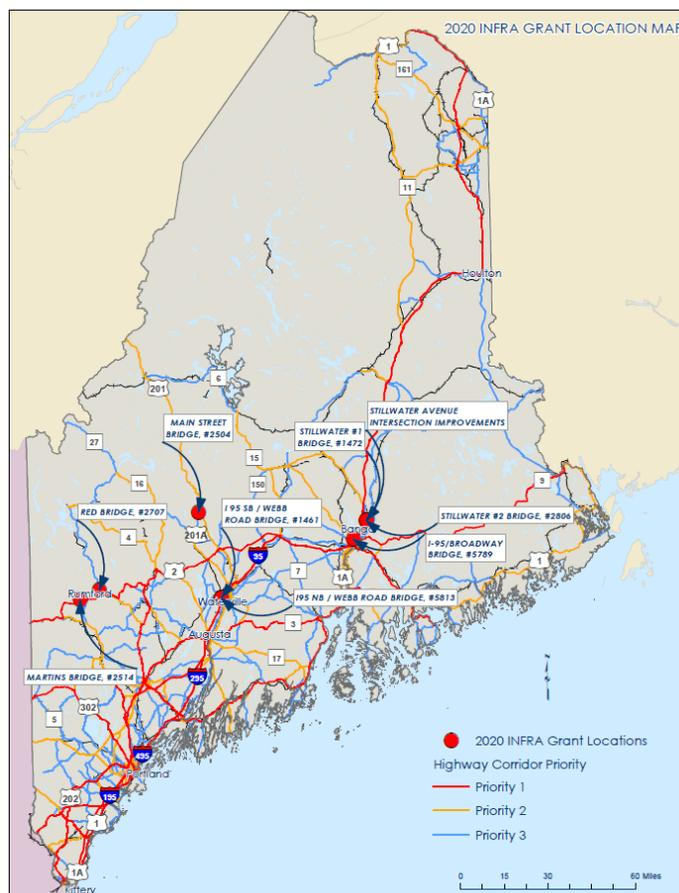 2020 INFRA GRANT LOCATION MAP
1
161
1A
11
Houlton
6
201
MAIN STREET
BRIDGE, #2504
STILLWATER #1
BRIDGE, #1472
STILLWATER AVENUE
INTERSECTION IMPROVEMENTS
27
15
16
150
9
RED BRIDGE, #2707
I 95 SB / WEBB
ROAD BRIDGE, #1461
STILLWATER #2 BRIDGE, #2806
4
201A
Bango
I-95/BROADWAY
BRIDGE, #5789
95
1
2
7
1A
Rumford
Waterville
I95 NB / WEBB ROAD BRIDGE, #5813
3
Augusta
17
MARTINS BRIDGE, #2514
295
302
5
2020 INFRA Grant Locations
495
Highway Corridor Priority
Portland
Priority 1
202
195
Priority 2
1
Priority 3
1A
Kittery
0 15 30 60 Miles